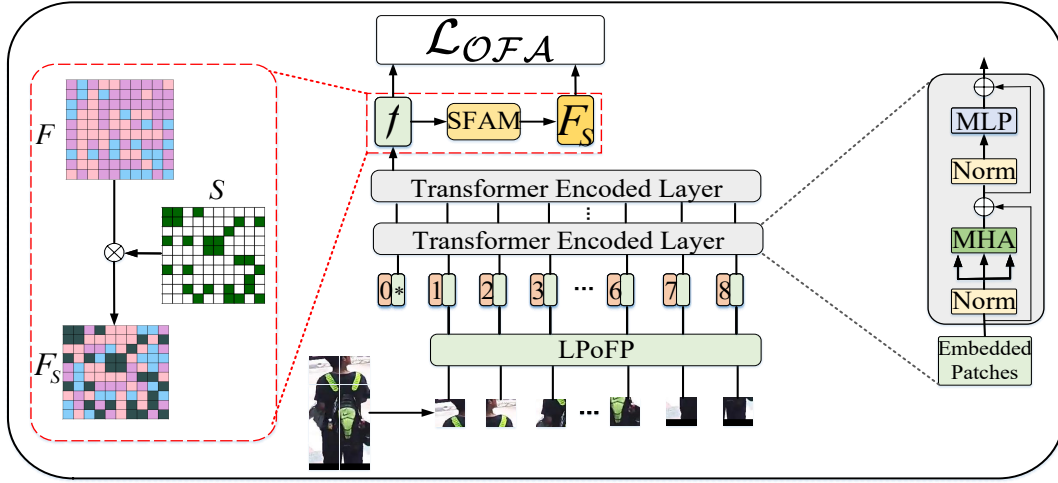 ℒ𝒪ℱ𝒜
f
SFAM
F_S
F
S
F_S
Transformer Encoded Layer
Transformer Encoded Layer
0 * 1 2 3 ... 6 7 8
LPoFP
...
MLP
Norm
MHA
Norm
Embedded
Patches